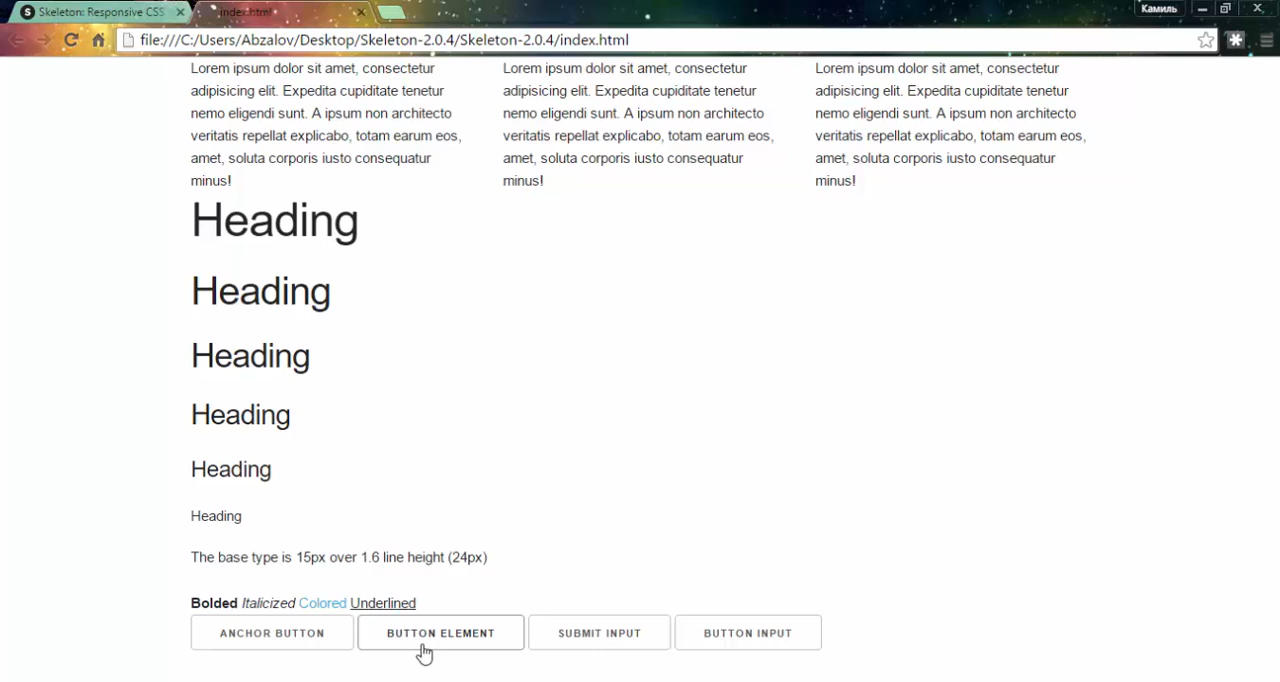 Skeleton: Responsive CSS
index.html
Камиль
file:///C:/Users/Abzalov/Desktop/Skeleton-2.0.4/Skeleton-2.0.4/index.html
Lorem ipsum dolor sit amet, consectetur
adipisicing elit. Expedita cupiditate tenetur
nemo eligendi sunt. A ipsum non architecto
veritatis repellat explicabo, totam earum eos,
amet, soluta corporis iusto consequatur
minus!
Lorem ipsum dolor sit amet, consectetur
adipisicing elit. Expedita cupiditate tenetur
nemo eligendi sunt. A ipsum non architecto
veritatis repellat explicabo, totam earum eos,
amet, soluta corporis iusto consequatur
minus!
Lorem ipsum dolor sit amet, consectetur
adipisicing elit. Expedita cupiditate tenetur
nemo eligendi sunt. A ipsum non architecto
veritatis repellat explicabo, totam earum eos,
amet, soluta corporis iusto consequatur
minus!
Heading
Heading
Heading
Heading
Heading
Heading
The base type is 15px over 1.6 line height (24px)
Bolded Italicized Colored Underlined
ANCHOR BUTTON BUTTON ELEMENT SUBMIT INPUT BUTTON INPUT